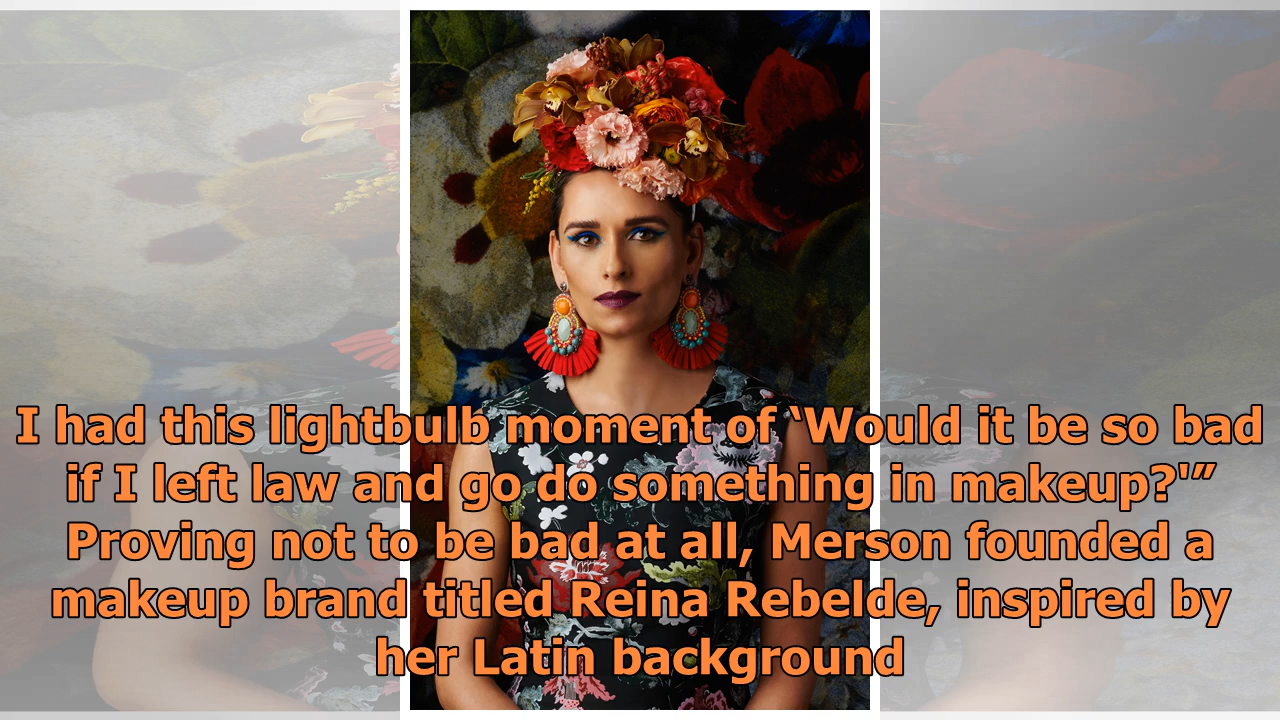 I had this lightbulb moment of ‘Would it be so bad
if I left law and go do something in makeup?'”
Proving not to be bad at all, Merson founded a
makeup brand titled Reina Rebelde, inspired by
her Latin background